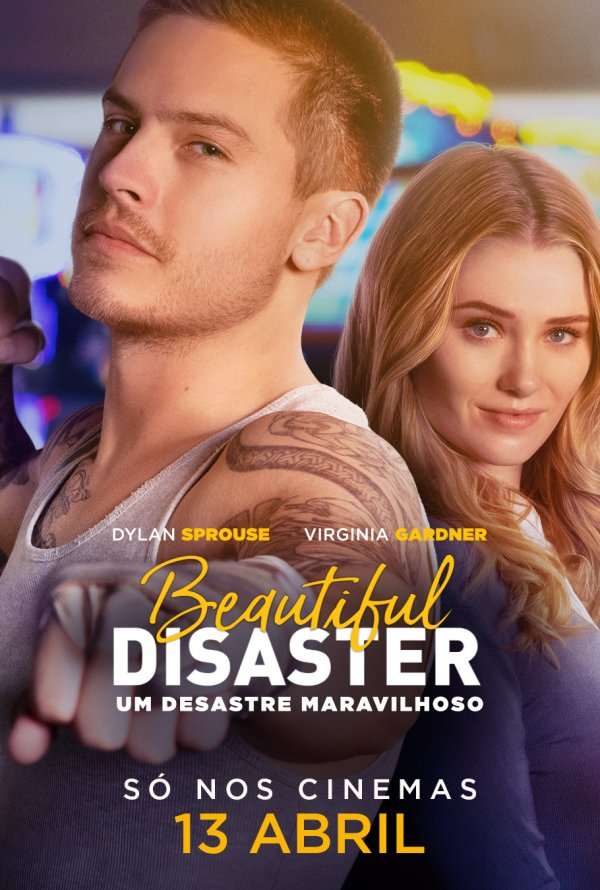 DYLAN SPROUSE VIRGINIA GARDNER
Beautiful
DISASTER
UM DESASTRE MARAVILHOSO
SÓ NOS CINEMAS
13 ABRIL